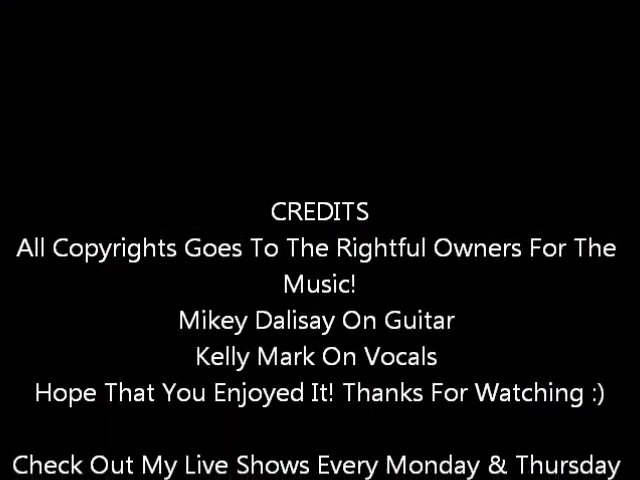 CREDITS
All Copyrights Goes To The Rightful Owners For The
Music!
Mikey Dalisay On Guitar
Kelly Mark On Vocals
Hope That You Enjoyed It! Thanks For Watching :)
Check Out My Live Shows Every Monday & Thursday